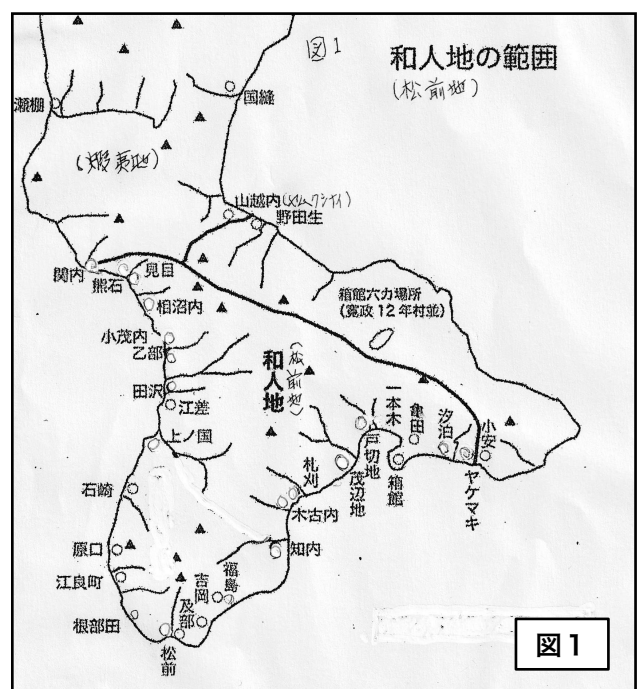 図1
和人地の範囲
(松前地)
国縫
瀬棚
(蝦夷地)
山越内
野田生
関内
熊石
見目
相沼内
箱館六カ場所
(寛政12年村並)
小茂内
乙部
和人地
(松前地)
田沢
江差
上ノ国
一本木
亀田
汐泊
小安
戸切地
茂辺地
箱館
ヤケマキ
札刈
木古内
石崎
知内
原口
江良町
福島
吉岡
及部
根部田
松前
図1